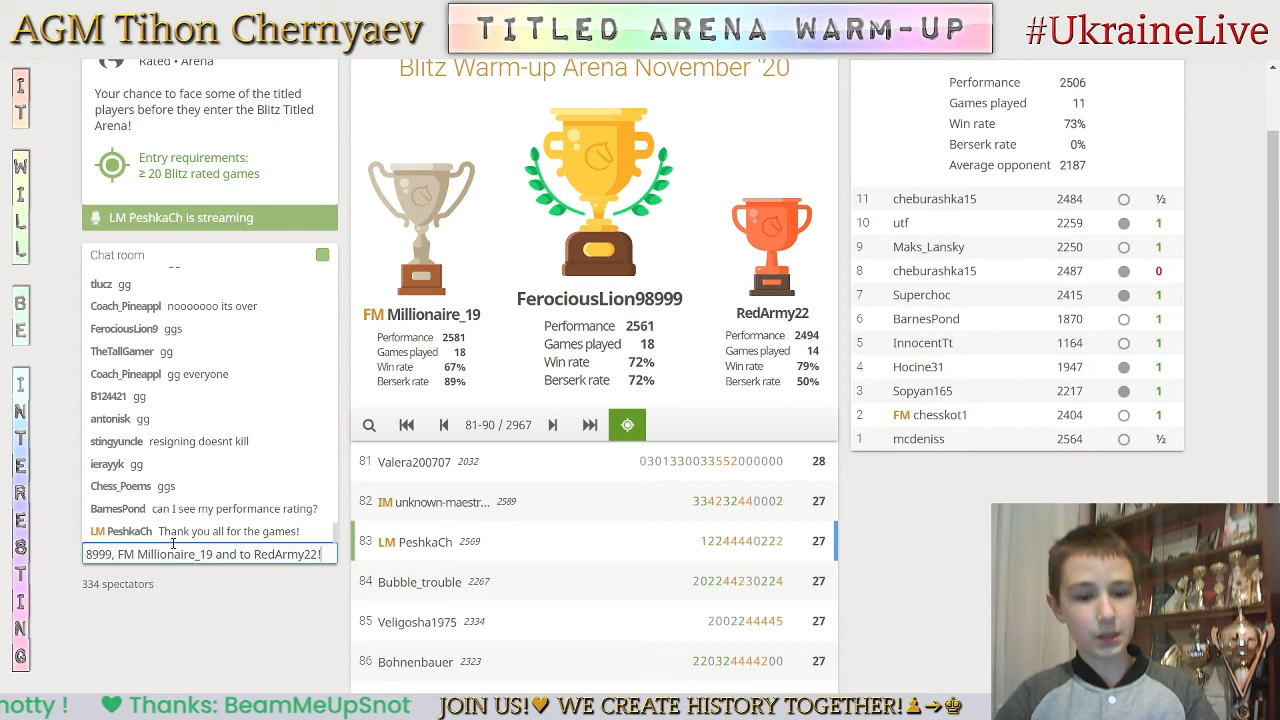 AGM Tihon Chernyaev
TITLED ARENA WARM-UP
#UkraineLive
IT
WILL
BE
INTERESTING
Rated • Arena
Your chance to face some of the titled
players before they enter the Blitz Titled
Arena!
Entry requirements:
≥ 20 Blitz rated games
LM PeshkaCh is streaming
Chat room
tlucz gg
Coach_Pineappl nooooooo its over
FerociousLion9 ggs
TheTallGamer gg
Coach_Pineappl gg everyone
B124421 gg
antonisk gg
stingyuncle resigning doesnt kill
ierayyk gg
Chess_Poems ggs
BarnesPond can I see my performance rating?
LM PeshkaCh Thank you all for the games!
8999, FM Millionaire_19 and to RedArmy22!
334 spectators
Blitz Warm-up Arena November '20
FM Millionaire_19
Performance 2581
Games played 18
Win rate 67%
Berserk rate 89%
FerociousLion98999
Performance 2561
Games played 18
Win rate 72%
Berserk rate 72%
RedArmy22
Performance 2494
Games played 14
Win rate 79%
Berserk rate 50%
81-90 / 2967
81 Valera200707 2032 0301330033552000000 28
82 IM unknown-maestr... 2589 334232440002 27
83 LM PeshkaCh 2569 12244440222 27
84 Bubble_trouble 2267 202244230224 27
85 Veligosha1975 2334 2002244445 27
86 Bohnenbauer 2323 220324444200 27
Performance 2506
Games played 11
Win rate 73%
Berserk rate 0%
Average opponent 2187
11 cheburashka15 2484 ½
10 utf 2259 1
9 Maks_Lansky 2250 1
8 cheburashka15 2487 0
7 Superchoc 2415 1
6 BarnesPond 1870 1
5 InnocentTt 1164 1
4 Hocine31 1947 1
3 Sopyan165 2217 1
2 FM chesskot1 2404 1
1 mcdeniss 2564 ½
notty ! Thanks: BeamMeUpSnot
JOIN US! WE CREATE HISTORY TOGETHER!